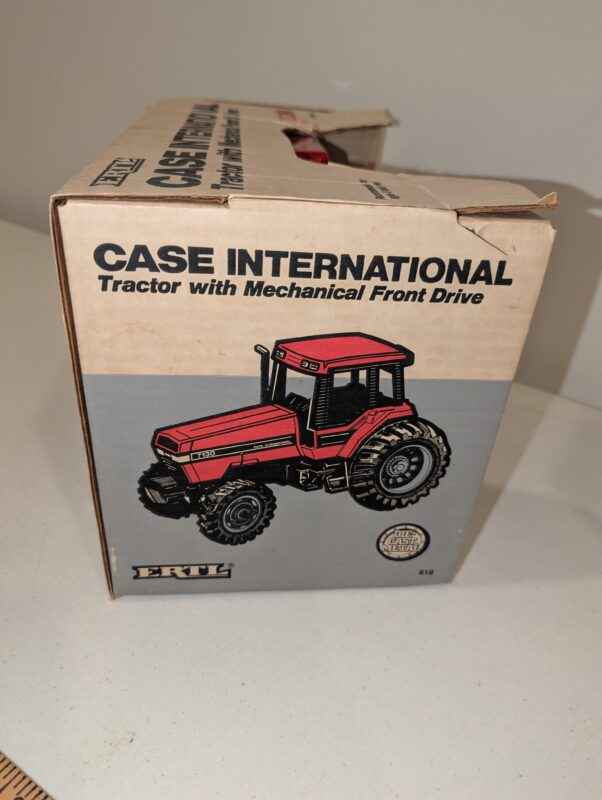 ERTL
CASE INTERNATIONAL
Tractor with Mechanical Front Drive
CASE INTERNATIONAL
Tractor with Mechanical Front Drive
7130
DIE
CAST
METAL
ERTL